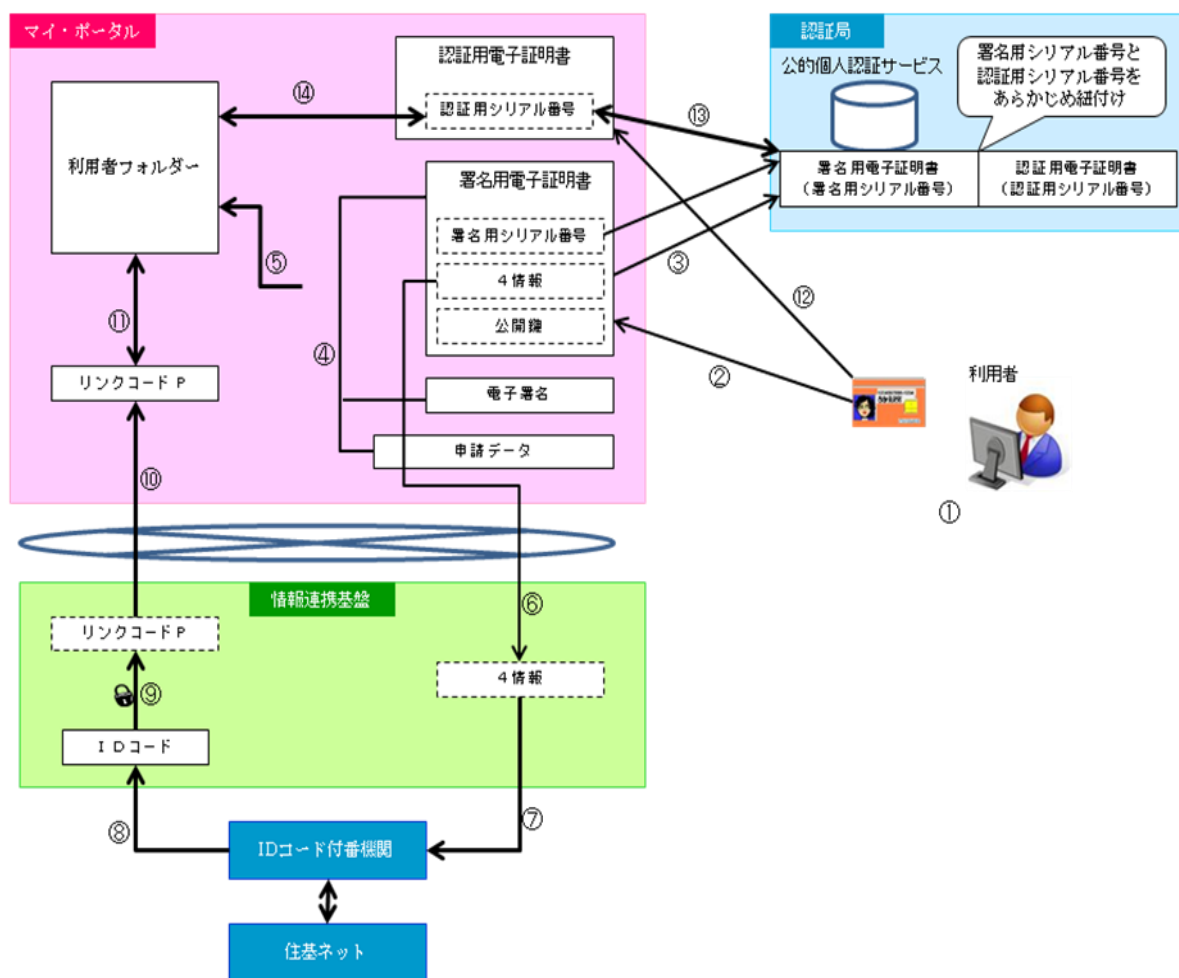 マイ・ポータル
認証用電子証明書
認証用シリアル番号
⑭
利用者フォルダー
署名用電子証明書
署名用シリアル番号
4情報
公開鍵
⑤
④
⑪
リンクコードP
電子署名
申請データ
⑩
認証局
公的個人認証サービス
署名用シリアル番号と
認証用シリアル番号を
あらかじめ紐付け
署名用電子証明書
（署名用シリアル番号）
認証用電子証明書
（認証用シリアル番号）
⑬
③
⑫
②
利用者
①
情報連携基盤
リンクコードP
⑨
IDコード
⑥
4情報
⑧
⑦
IDコード付番機関
住基ネット